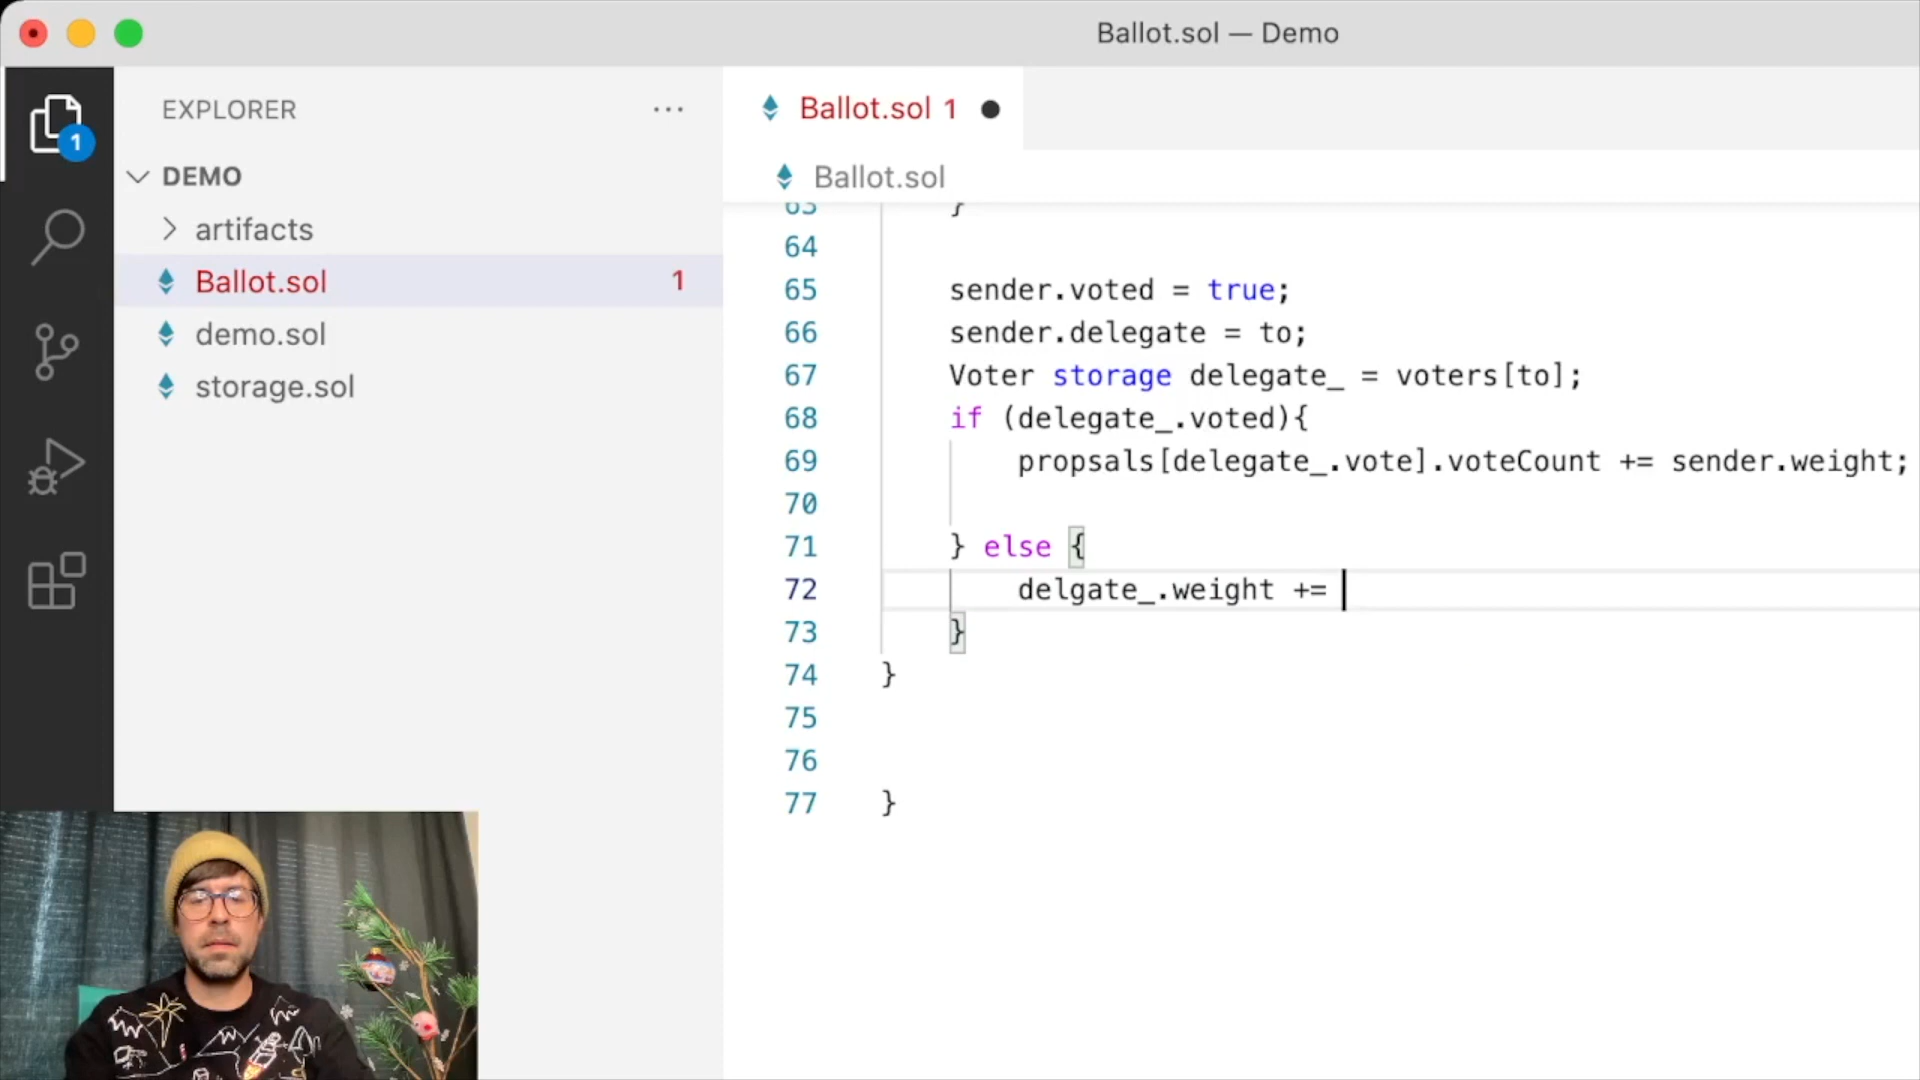 Ballot.sol — Demo
EXPLORER
...
Ballot.sol 1
1
DEMO
Ballot.sol
artifacts
Ballot.sol 1
demo.sol
storage.sol
63 }
64
65 sender.voted = true;
66 sender.delegate = to;
67 Voter storage delegate_ = voters[to];
68 if (delegate_.voted){
69 propsals[delegate_.vote].voteCount += sender.weight;
70
71 } else {
72 delgate_.weight +=
73 }
74 }
75
76
77 }